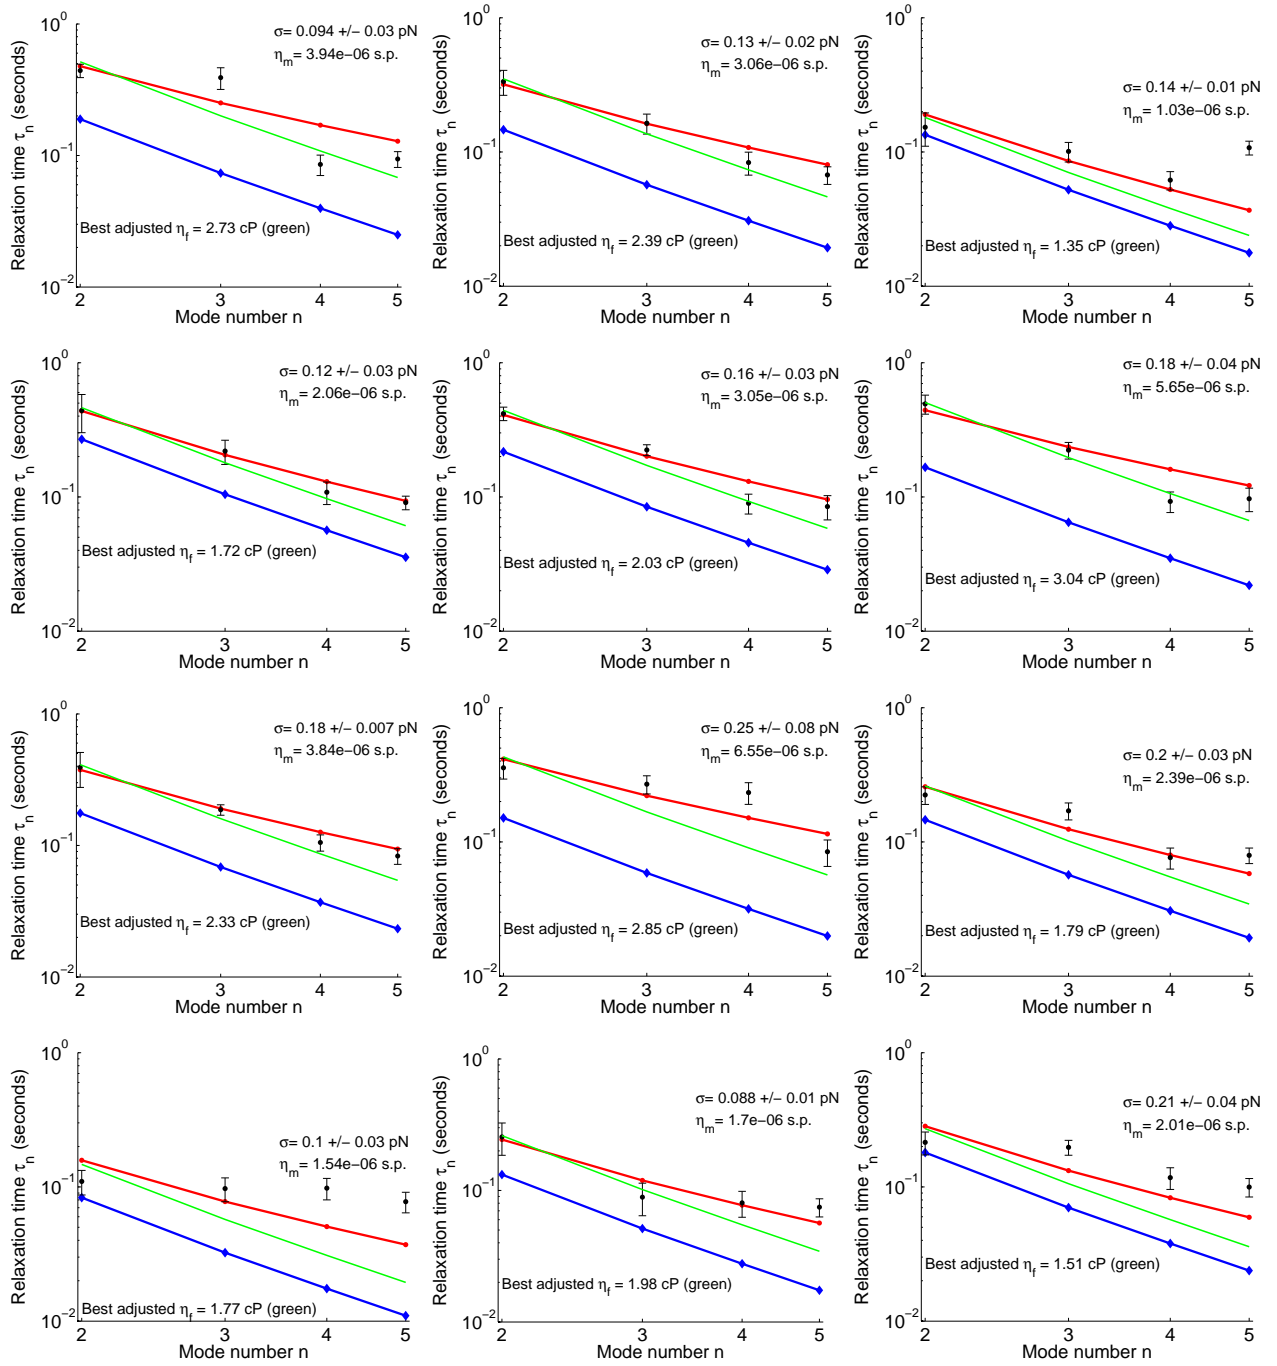 10^0
10^-1
10^-2
Relaxation time τ_n (seconds)
σ= 0.094 +/- 0.03 pN
η_m= 3.94e-06 s.p.
Best adjusted η_f = 2.73 cP (green)
2 3 4 5
Mode number n
10^0
10^-1
10^-2
Relaxation time τ_n (seconds)
σ= 0.13 +/- 0.02 pN
η_m= 3.06e-06 s.p.
Best adjusted η_f = 2.39 cP (green)
2 3 4 5
Mode number n
10^0
10^-1
10^-2
Relaxation time τ_n (seconds)
σ= 0.14 +/- 0.01 pN
η_m= 1.03e-06 s.p.
Best adjusted η_f = 1.35 cP (green)
2 3 4 5
Mode number n
10^0
10^-1
10^-2
Relaxation time τ_n (seconds)
σ= 0.12 +/- 0.03 pN
η_m= 2.06e-06 s.p.
Best adjusted η_f = 1.72 cP (green)
2 3 4 5
Mode number n
10^0
10^-1
10^-2
Relaxation time τ_n (seconds)
σ= 0.16 +/- 0.03 pN
η_m= 3.05e-06 s.p.
Best adjusted η_f = 2.03 cP (green)
2 3 4 5
Mode number n
10^0
10^-1
10^-2
Relaxation time τ_n (seconds)
σ= 0.18 +/- 0.04 pN
η_m= 5.65e-06 s.p.
Best adjusted η_f = 3.04 cP (green)
2 3 4 5
Mode number n
10^0
10^-1
10^-2
Relaxation time τ_n (seconds)
σ= 0.18 +/- 0.007 pN
η_m= 3.84e-06 s.p.
Best adjusted η_f = 2.33 cP (green)
2 3 4 5
Mode number n
10^0
10^-1
10^-2
Relaxation time τ_n (seconds)
σ= 0.25 +/- 0.08 pN
η_m= 6.55e-06 s.p.
Best adjusted η_f = 2.85 cP (green)
2 3 4 5
Mode number n
10^0
10^-1
10^-2
Relaxation time τ_n (seconds)
σ= 0.2 +/- 0.03 pN
η_m= 2.39e-06 s.p.
Best adjusted η_f = 1.79 cP (green)
2 3 4 5
Mode number n
10^0
10^-1
10^-2
Relaxation time τ_n (seconds)
σ= 0.1 +/- 0.03 pN
η_m= 1.54e-06 s.p.
Best adjusted η_f = 1.77 cP (green)
2 3 4 5
Mode number n
10^0
10^-1
10^-2
Relaxation time τ_n (seconds)
σ= 0.088 +/- 0.01 pN
η_m= 1.7e-06 s.p.
Best adjusted η_f = 1.98 cP (green)
2 3 4 5
Mode number n
10^0
10^-1
10^-2
Relaxation time τ_n (seconds)
σ= 0.21 +/- 0.04 pN
η_m= 2.01e-06 s.p.
Best adjusted η_f = 1.51 cP (green)
2 3 4 5
Mode number n